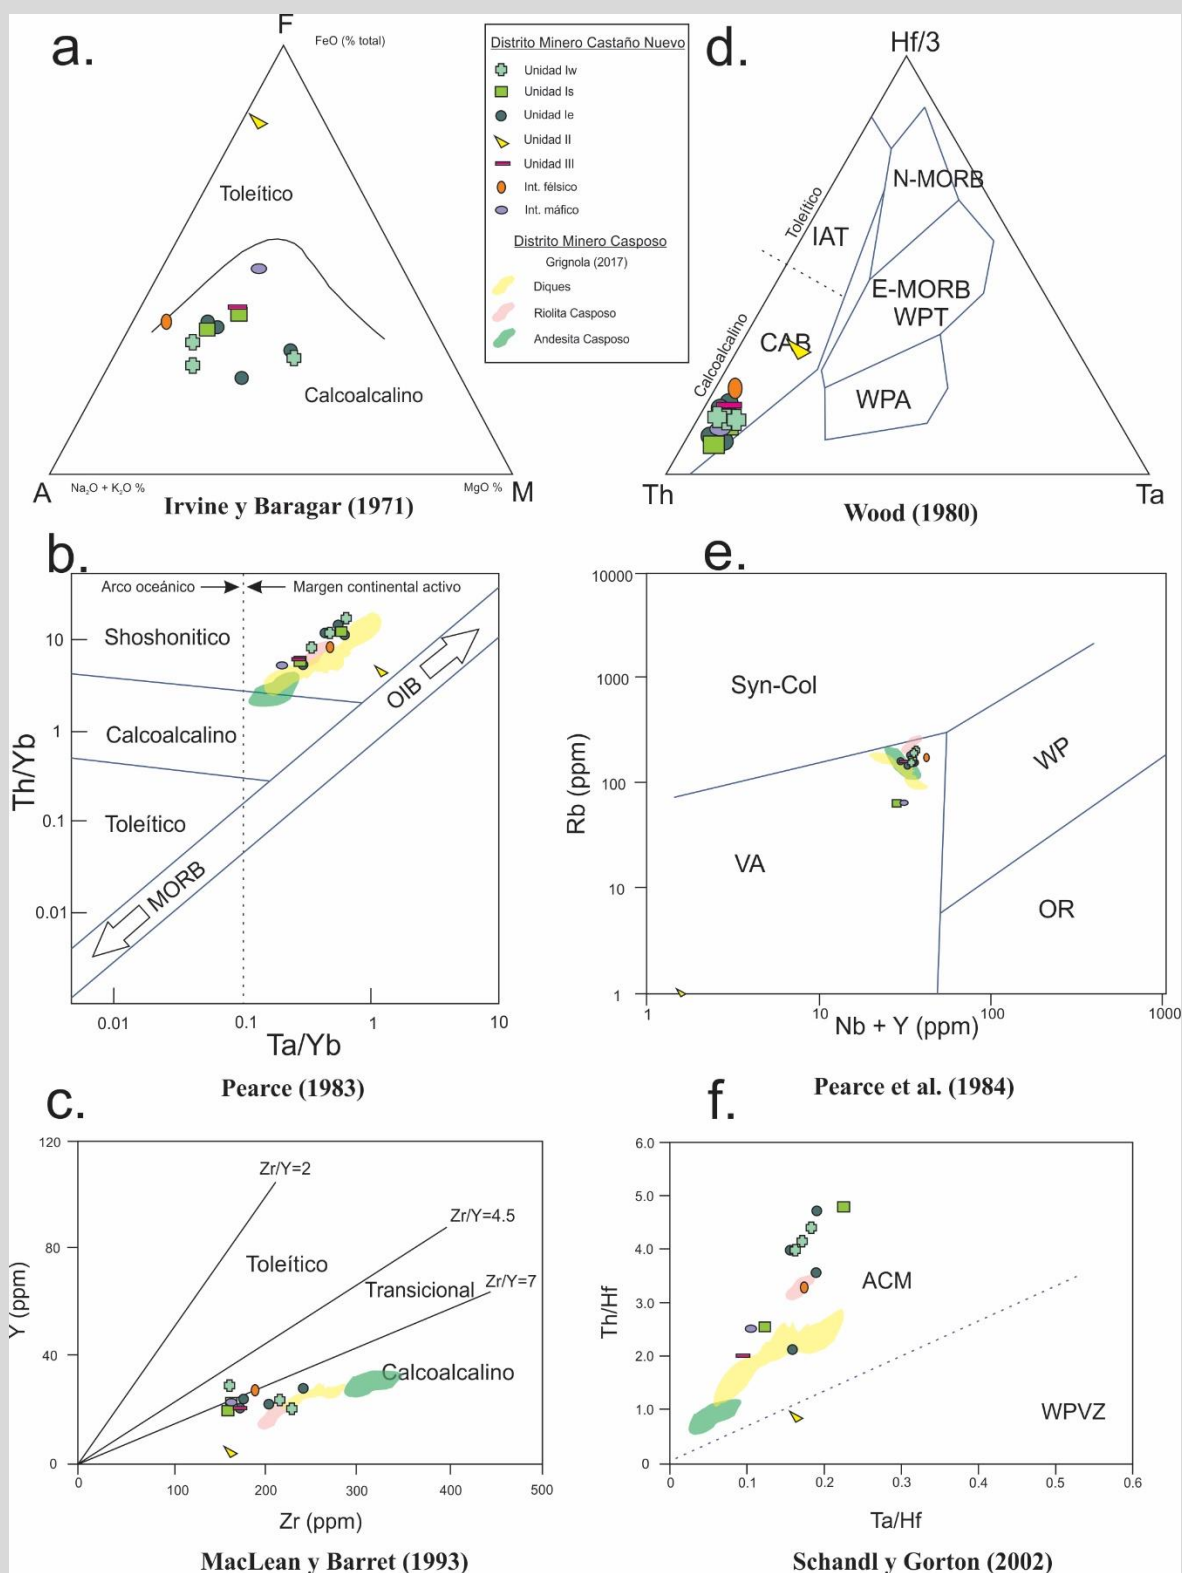 a.
F
FeO (% total)
Toleítico
Calcoalcalino
A
Na₂O + K₂O %
MgO %
M
Irvine y Baragar (1971)
Distrito Minero Castaño Nuevo
Unidad Iw
Unidad Is
Unidad Ie
Unidad II
Unidad III
Int. félsico
Int. máfico
Distrito Minero Casposo
Grignola (2017)
Diques
Riolita Casposo
Andesita Casposo
d.
Hf/3
Toleítico
Calcoalcalino
N-MORB
IAT
E-MORB
WPT
CAB
WPA
Th
Ta
Wood (1980)
b.
Arco oceánico
Margen continental activo
Shoshonitico
Calcoalcalino
Toleítico
MORB
OIB
Th/Yb
10
1
0.1
0.01
0.01
0.1
1
10
Ta/Yb
Pearce (1983)
e.
10000
1000
100
10
1
Rb (ppm)
Syn-Col
WP
VA
OR
1
10
100
1000
Nb + Y (ppm)
Pearce et al. (1984)
c.
120
80
40
0
Y (ppm)
Zr/Y=2
Zr/Y=4.5
Zr/Y=7
Toleítico
Transicional
Calcoalcalino
0
100
200
300
400
500
Zr (ppm)
MacLean y Barret (1993)
f.
6.0
5.0
4.0
3.0
2.0
1.0
0
Th/Hf
ACM
WPVZ
0
0.1
0.2
0.3
0.4
0.5
0.6
Ta/Hf
Schandl y Gorton (2002)